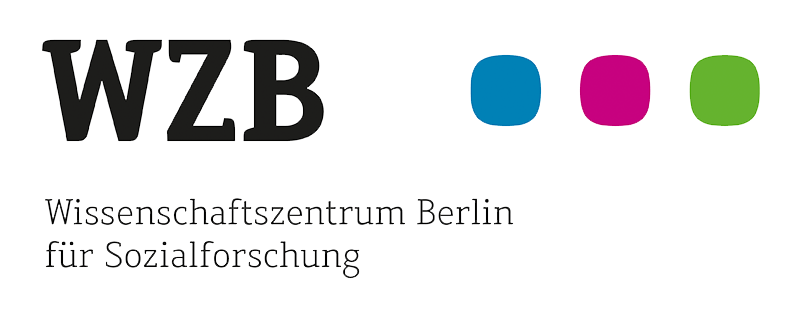 WZB
Wissenschaftszentrum Berlin
für Sozialforschung